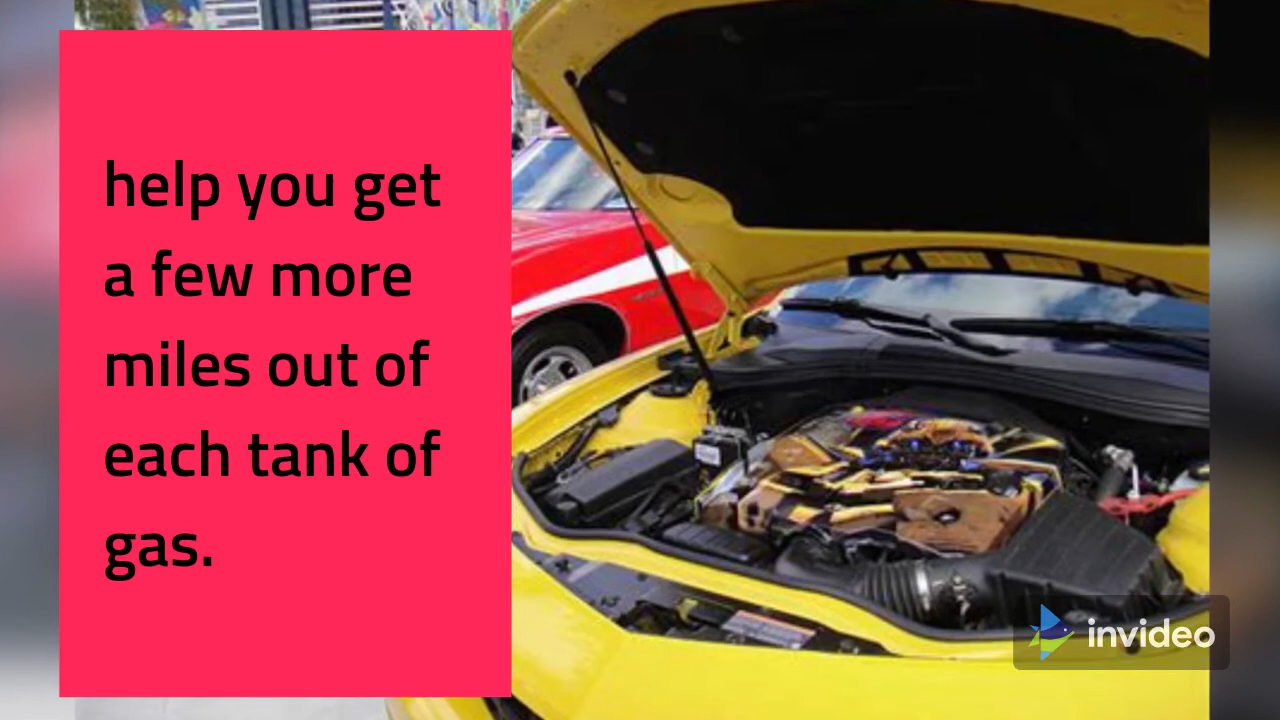 help you get
a few more
miles out of
each tank of
gas.
invideo